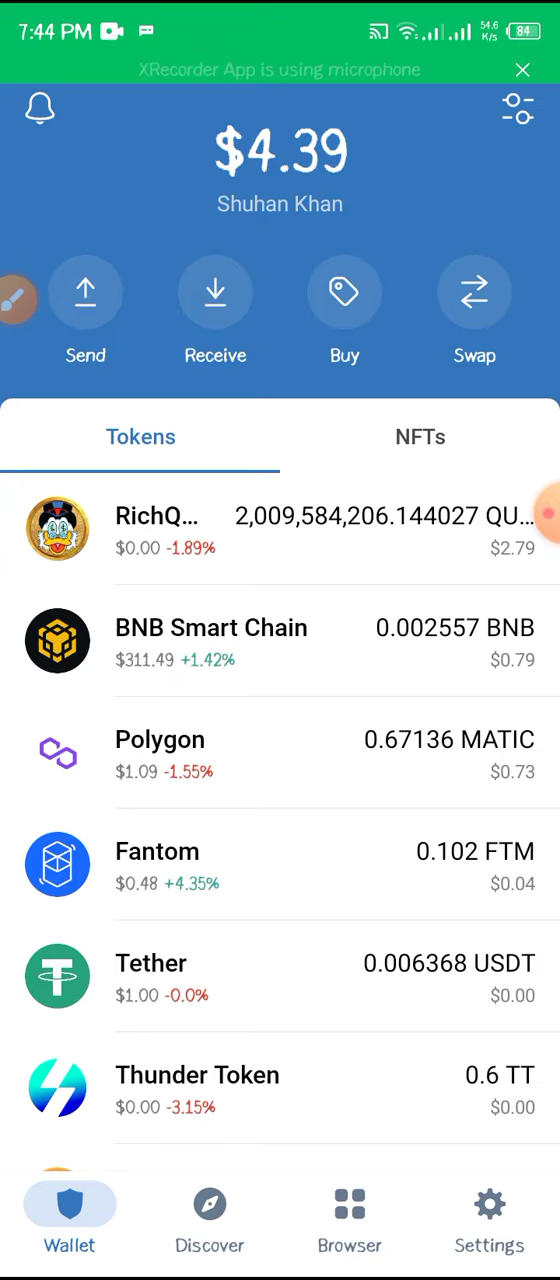 7:44 PM 54.6 K/s 84
XRecorder App is using microphone
$4.39
Shuhan Khan
Send Receive Buy Swap
Tokens NFTs
RichQ... 2,009,584,206.144027 QU...
$0.00 -1.89% $2.79
BNB Smart Chain 0.002557 BNB
$311.49 +1.42% $0.79
Polygon 0.67136 MATIC
$1.09 -1.55% $0.73
Fantom 0.102 FTM
$0.48 +4.35% $0.04
Tether 0.006368 USDT
$1.00 -0.0% $0.00
Thunder Token 0.6 TT
$0.00 -3.15% $0.00
Wallet Discover Browser Settings